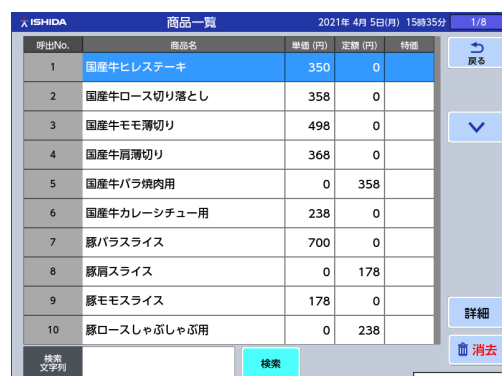 ISHIDA 商品一覧 2021年 4月 5日(月) 15時35分 1/8
呼出No. 商品名 単価 (円) 定額 (円) 特価 戻る
1 国産牛ヒレステーキ 350 0
2 国産牛ロース切り落とし 358 0
3 国産牛モモ薄切り 498 0
4 国産牛肩薄切り 368 0
5 国産牛バラ焼肉用 0 358
6 国産牛カレーシチュー用 238 0
7 豚バラスライス 700 0
8 豚肩スライス 0 178
9 豚モモスライス 178 0
詳細
10 豚ロースしゃぶしゃぶ用 0 238
消去
検索
文字列
検索